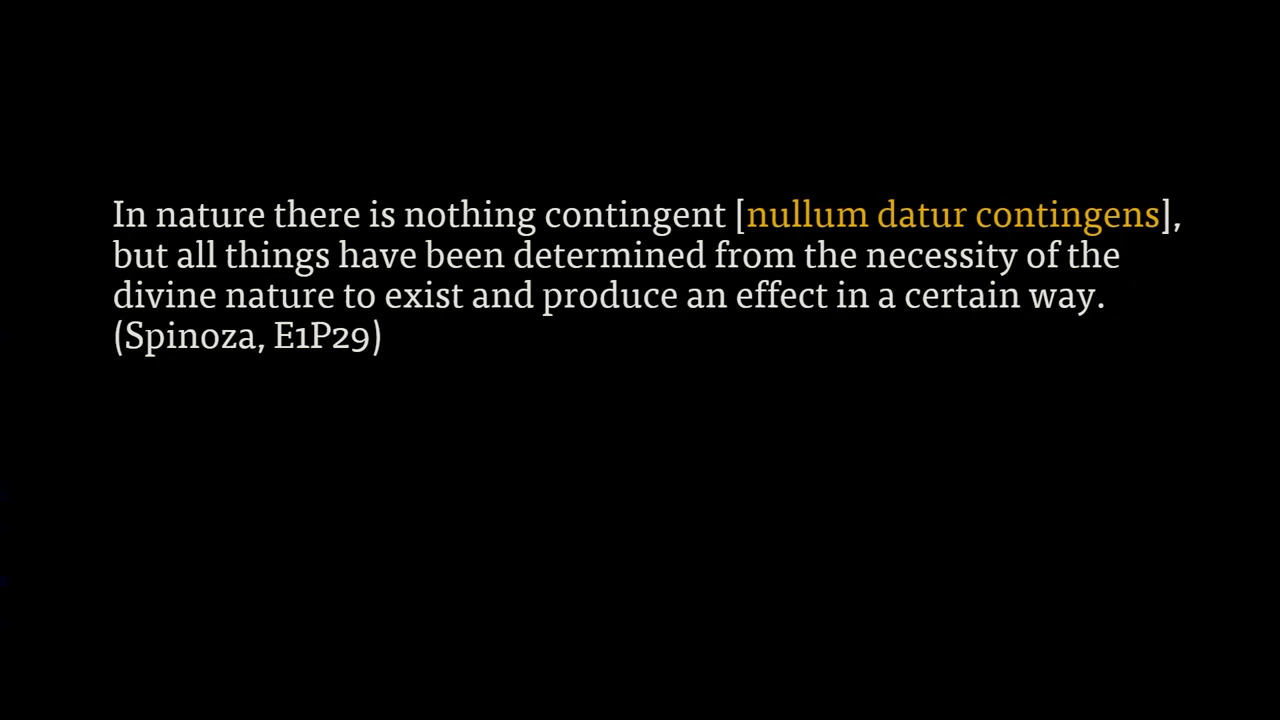 In nature there is nothing contingent [nullum datur contingens],
but all things have been determined from the necessity of the
divine nature to exist and produce an effect in a certain way.
(Spinoza, E1P29)